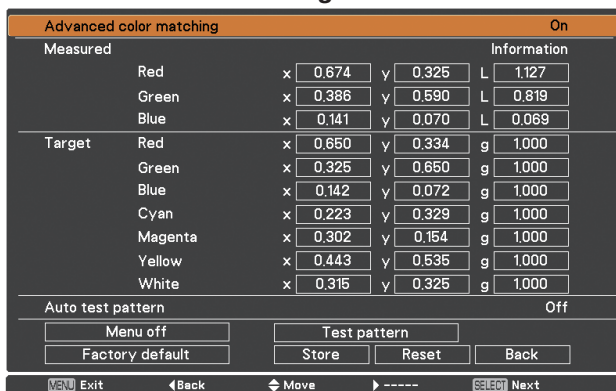 Advanced color matching On
Measured Information
Red x 0.674 y 0.325 L 1.127
Green x 0.386 y 0.590 L 0.819
Blue x 0.141 y 0.070 L 0.069
Target Red x 0.650 y 0.334 g 1.000
Green x 0.325 y 0.650 g 1.000
Blue x 0.142 y 0.072 g 1.000
Cyan x 0.223 y 0.329 g 1.000
Magenta x 0.302 y 0.154 g 1.000
Yellow x 0.443 y 0.535 g 1.000
White x 0.315 y 0.325 g 1.000
Auto test pattern Off
Menu off Test pattern
Factory default Store Reset Back
MENU Exit Back Move ----- SELECT Next